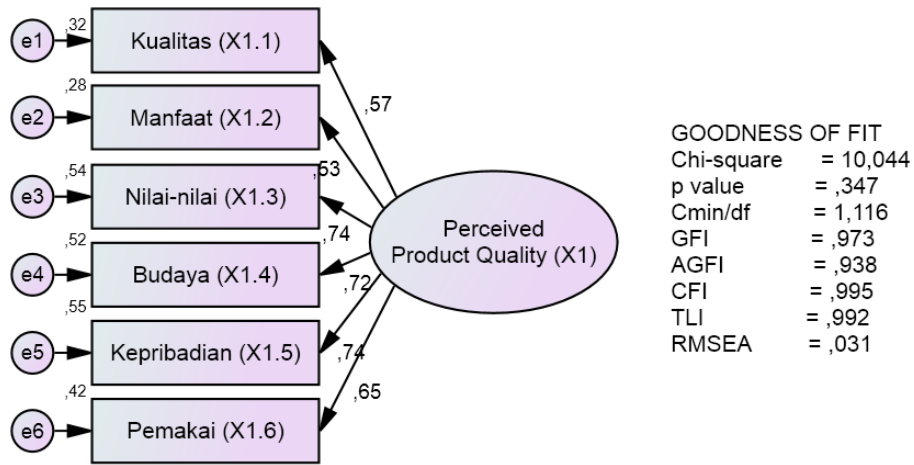 ,32
e1
Kualitas (X1.1)
,57
,28
e2
Manfaat (X1.2)
,53
,54
e3
Nilai-nilai (X1.3)
,74
,52
e4
Budaya (X1.4)
,72
,55
e5
Kepribadian (X1.5)
,74
,42
e6
Pemakai (X1.6)
,65
Perceived
Product Quality (X1)
GOODNESS OF FIT
Chi-square = 10,044
p value = ,347
Cmin/df = 1,116
GFI = ,973
AGFI = ,938
CFI = ,995
TLI = ,992
RMSEA = ,031